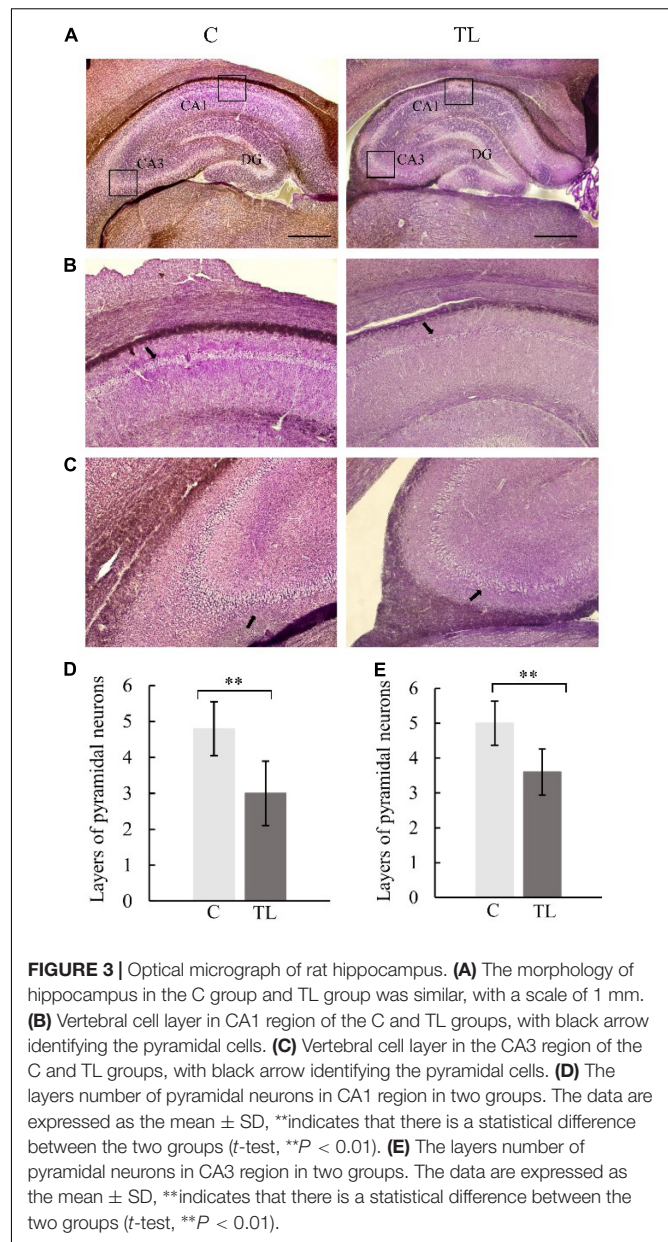 A
C
TL
CA1
CA3
DG
CA1
CA3
DG
B
C
D
**
Layers of pyramidal neurons
6
5
4
3
2
1
0
C
TL
E
**
Layers of pyramidal neurons
6
5
4
3
2
1
0
C
TL
FIGURE 3 | Optical micrograph of rat hippocampus. (A) The morphology of
hippocampus in the C group and TL group was similar, with a scale of 1 mm.
(B) Vertebral cell layer in CA1 region of the C and TL groups, with black arrow
identifying the pyramidal cells. (C) Vertebral cell layer in the CA3 region of the
C and TL groups, with black arrow identifying the pyramidal cells. (D) The
layers number of pyramidal neurons in CA1 region in two groups. The data are
expressed as the mean ± SD, **indicates that there is a statistical difference
between the two groups (t-test, **P < 0.01). (E) The layers number of
pyramidal neurons in CA3 region in two groups. The data are expressed as
the mean ± SD, **indicates that there is a statistical difference between the
two groups (t-test, **P < 0.01).